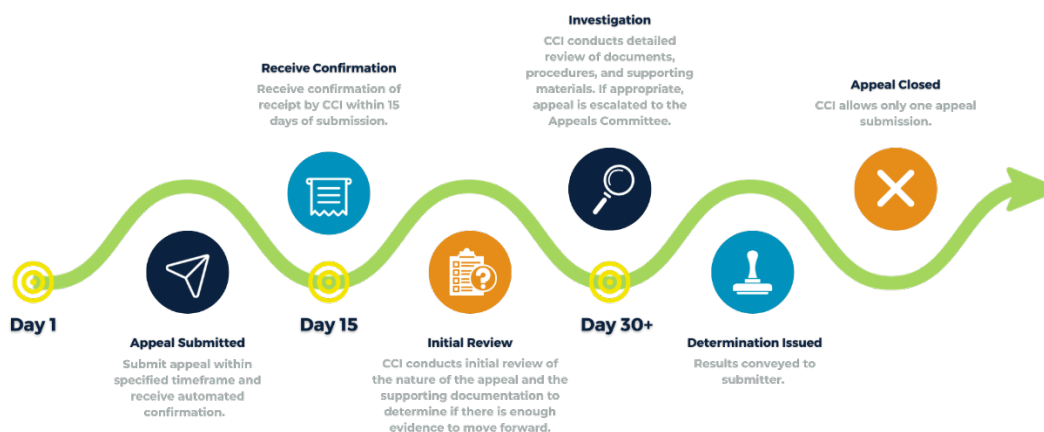 Investigation
CCI conducts detailed
review of documents,
procedures, and supporting
materials. If appropriate,
appeal is escalated to the
Appeals Committee.
Receive Confirmation
Receive confirmation of
receipt by CCI within 15
days of submission.
Appeal Closed
CCI allows only one appeal
submission.
?
Day 1
Day 15
Day 30+
Appeal Submitted
Submit appeal within
specified timeframe and
receive automated
confirmation.
Initial Review
CCI conducts initial review of
the nature of the appeal and the
supporting documentation to
determine if there is enough
evidence to move forward.
Determination Issued
Results conveyed to
submitter.